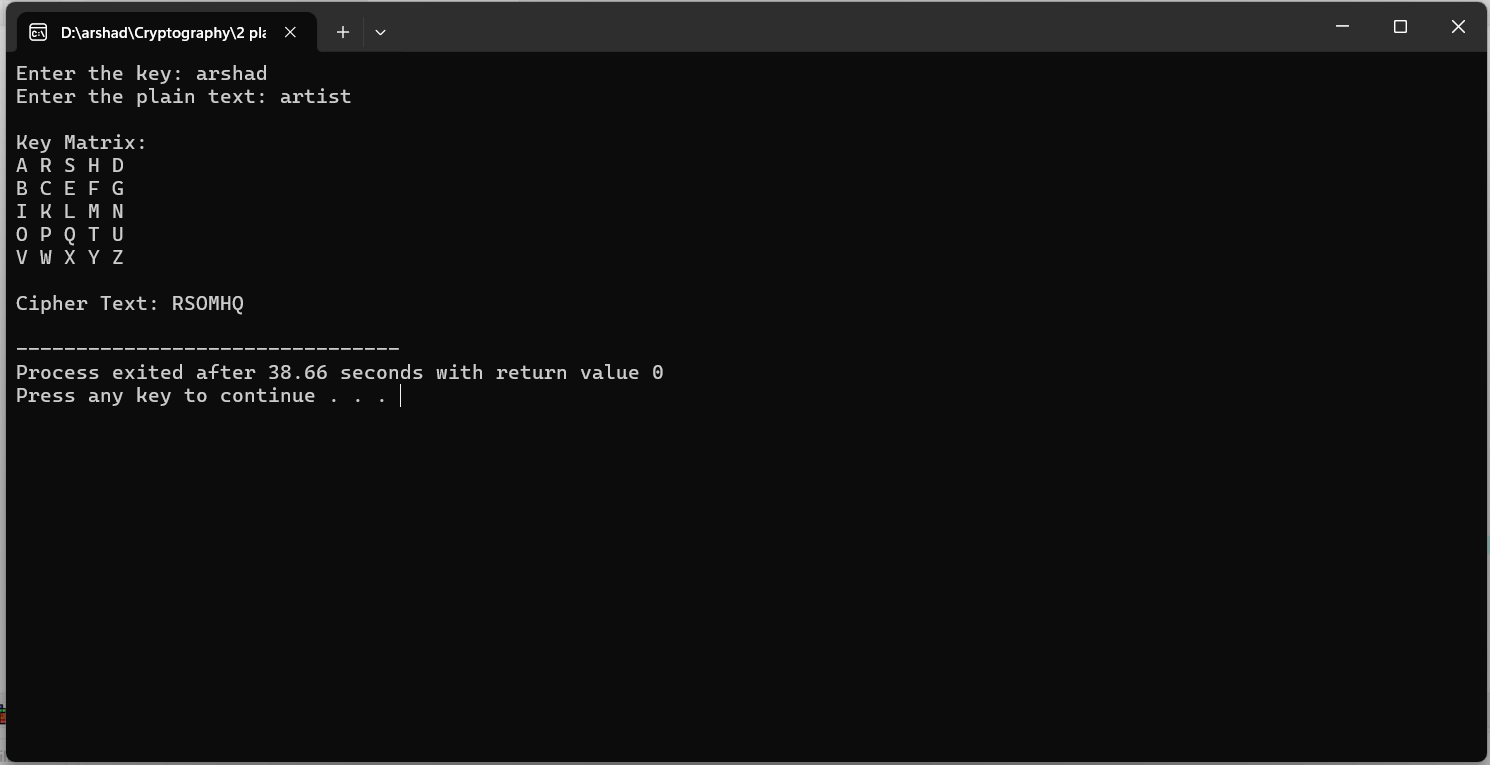 D:\arshad\Cryptography\2 pla
Enter the key: arshad
Enter the plain text: artist
Key Matrix:
A R S H D
B C E F G
I K L M N
O P Q T U
V W X Y Z
Cipher Text: RSOMHQ
--------------------------------
Process exited after 38.66 seconds with return value 0
Press any key to continue . . .